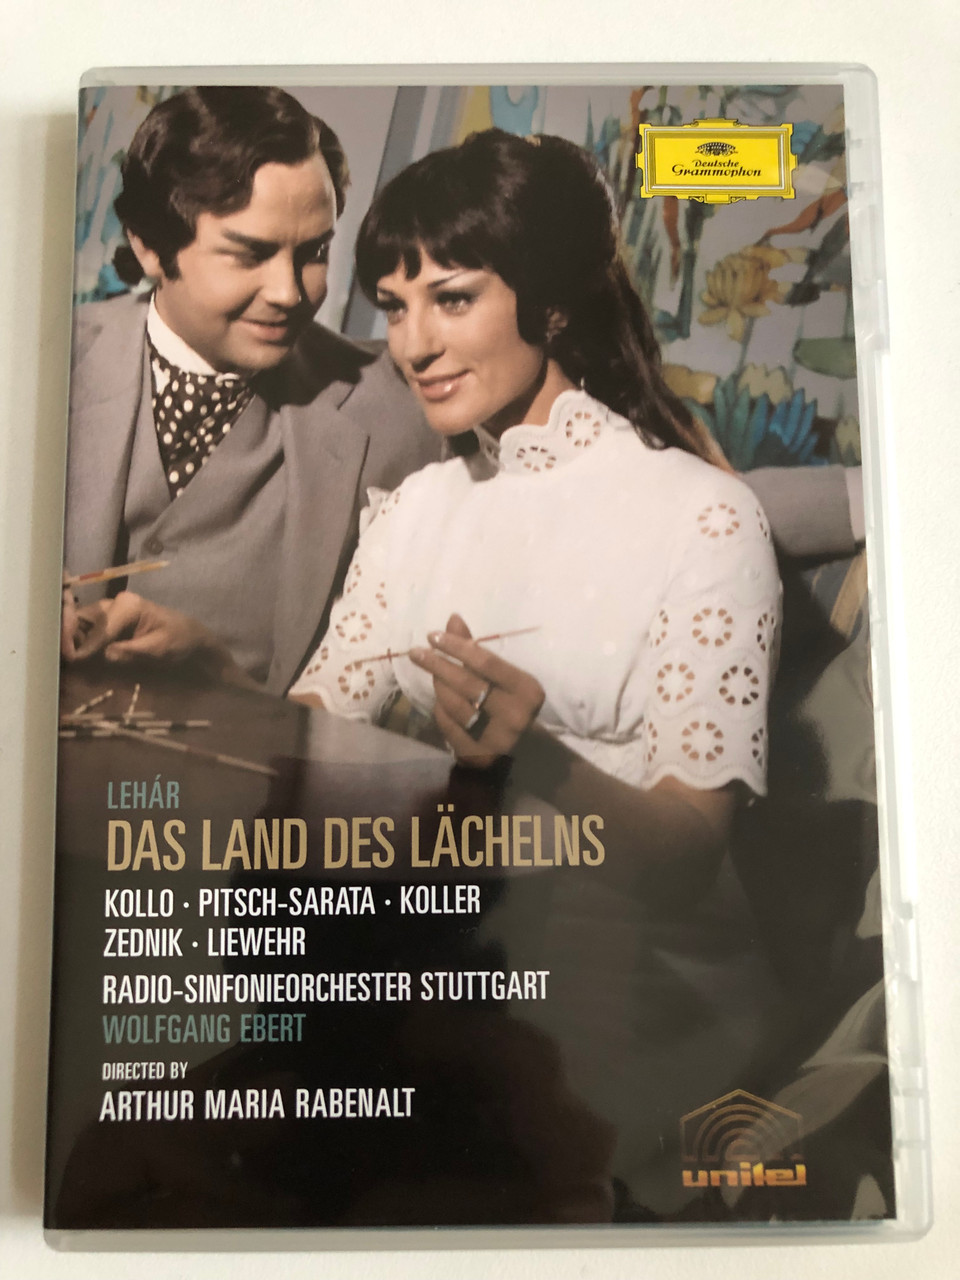 Deutsche
Grammophon
LEHÁR
DAS LAND DES LÄCHELNS
KOLLO · PITSCH-SARATA · KOLLER
ZEDNIK · LIEWEHR
RADIO-SINFONIEORCHESTER STUTTGART
WOLFGANG EBERT
DIRECTED BY
ARTHUR MARIA RABENALT
unitel